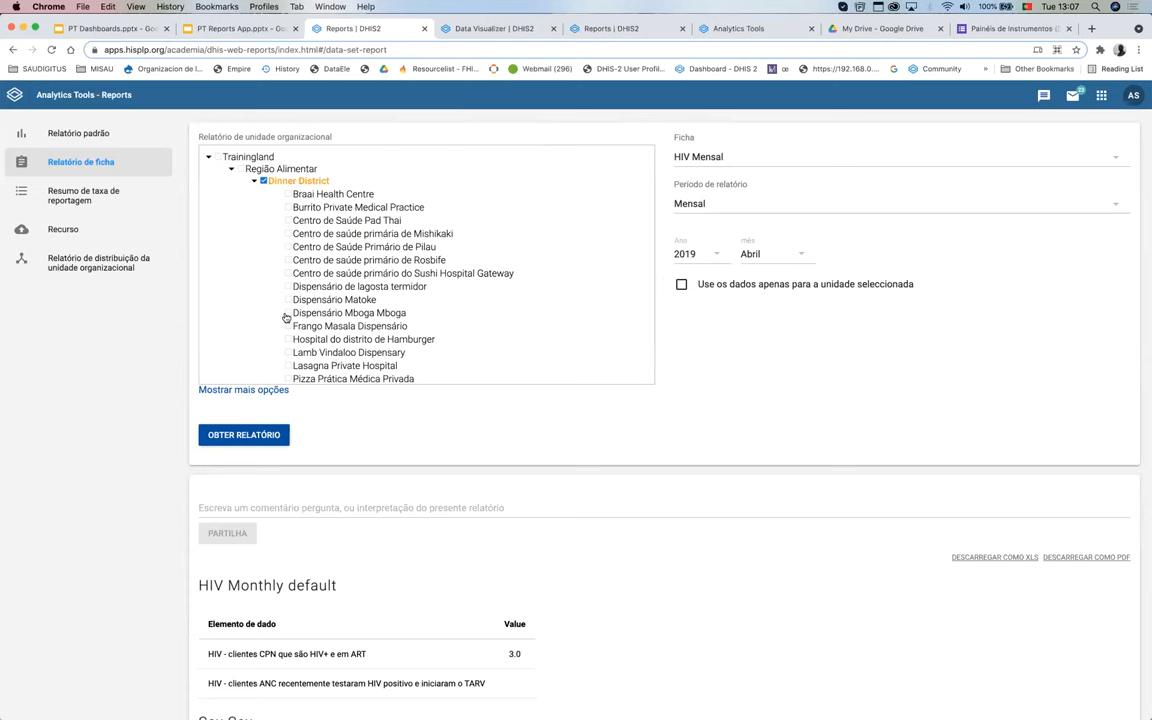 Chrome File Edit View History Bookmarks Profiles Tab Window Help 100% Tue 13:07
PT Dashboards.pptx - Go... PT Reports App.pptx - Goo... Reports | DHIS2 Data Visualizer | DHIS2 Reports | DHIS2 Analytics Tools My Drive - Google Drive Painéis de Instrumentos (D
apps.hisplp.org/academia/dhis-web-reports/index.html#/data-set-report
SAUDIGITUS MISAU Organizacion de I... Empire History DataEle Resourcelist - FHI... Webmail (296) DHIS-2 User Profil... Dashboard - DHIS 2 https://192.168.0.... Community » Other Bookmarks Reading List
Analytics Tools - Reports 23 AS
Relatório padrão
Relatório de ficha
Resumo de taxa de
reportagem
Recurso
Relatório de distribuição da
unidade organizacional
Relatório de unidade organizacional
Trainingland
Região Alimentar
Dinner District
Braai Health Centre
Burrito Private Medical Practice
Centro de Saúde Pad Thai
Centro de saúde primária de Mishikaki
Centro de Saúde Primário de Pilau
Centro de saúde primário de Rosbife
Centro de saúde primário do Sushi Hospital Gateway
Dispensário de lagosta termidor
Dispensário Matoke
Dispensário Mboga Mboga
Frango Masala Dispensário
Hospital do distrito de Hamburger
Lamb Vindaloo Dispensary
Lasagna Private Hospital
Pizza Prática Médica Privada
Mostrar mais opções
OBTER RELATÓRIO
Ficha
HIV Mensal
Período de relatório
Mensal
Ano mês
2019 Abril
Use os dados apenas para a unidade seleccionada
Escreva um comentário pergunta, ou interpretação do presente relatório
PARTILHA
DESCARREGAR COMO XLS DESCARREGAR COMO PDF
HIV Monthly default
Elemento de dado Value
HIV - clientes CPN que são HIV+ e em ART 3.0
HIV - clientes ANC recentemente testaram HIV positivo e iniciaram o TARV